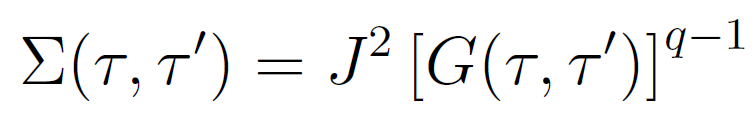 Σ(τ, τ′) = J² [G(τ, τ′)]^{q−1}